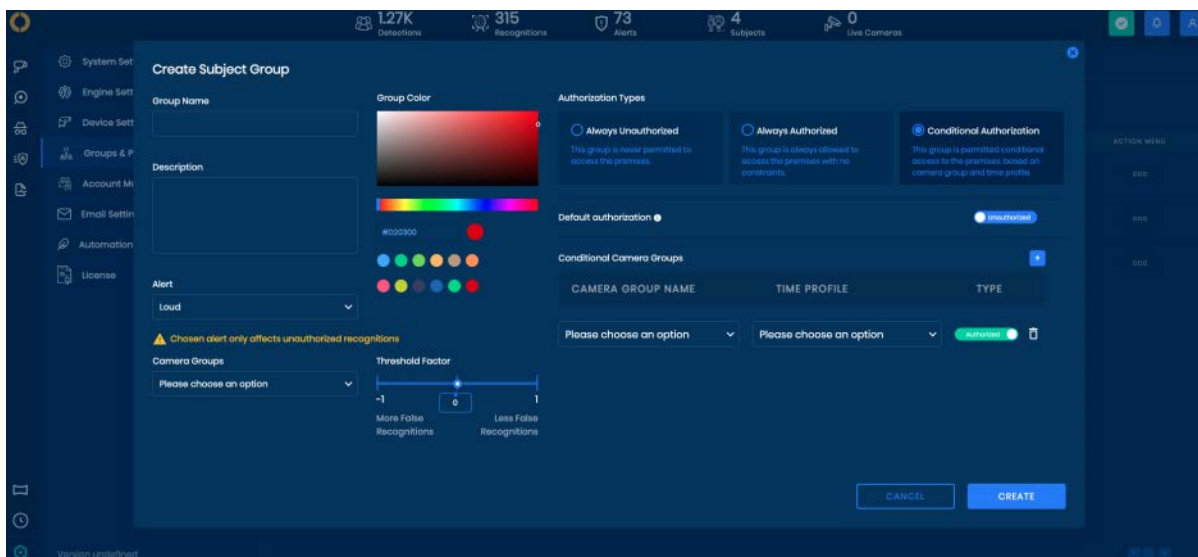 1.27K
Detections
315
Recognitions
73
Alerts
4
Subjects
0
Live Cameras
System Set
Engine Sett
Device Sett
Groups & P
Account Mo
Email Settin
Automation
License
Version undefined
Create Subject Group
Group Name
Description
Alert
Loud
Chosen alert only affects unauthorized recognitions
Camera Groups
Please choose an option
Group Color
#D20300
Threshold Factor
-1
0
1
More False
Recognitions
Less False
Recognitions
Authorization Types
Always Unauthorized
This group is never permitted to
access the premises.
Always Authorized
This group is always allowed to
access the premises with no
constraints.
Conditional Authorization
This group is permitted conditional
access to the premises, based on
camera group and time profile.
Default authorization
Unauthorized
Conditional Camera Groups
+
CAMERA GROUP NAME
TIME PROFILE
TYPE
Please choose an option
Please choose an option
Authorized
CANCEL
CREATE
ACTION MENU